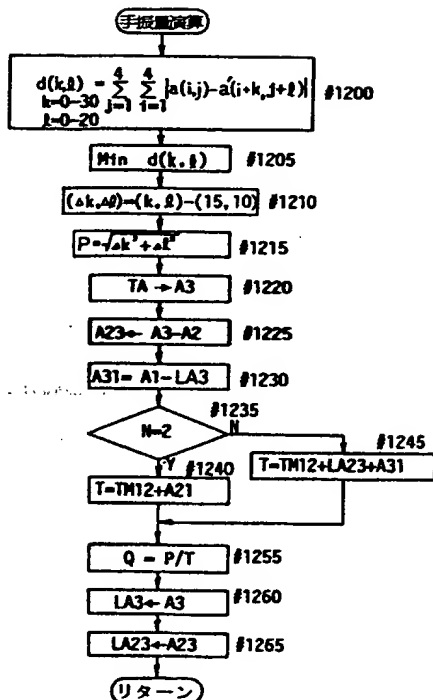 手振量演算
d(k,ℓ) = Σ Σ |a(i,j)-a'(i+k,j+ℓ)| #1200
4 4
k=0-30 j=1 i=1
ℓ=0-20
Min d(k,ℓ) #1205
(Δk,Δℓ)=(k,ℓ)-(15,10) #1210
P=√Δk²+Δℓ² #1215
TA→A3 #1220
A23←A3-A2 #1225
A31=A1-LA3 #1230
#1235
N=2
N
#1245
Y
#1240
T=TM12+LA23+A31
T=TM12+A21
Q = P/T #1255
LA3←A3 #1260
LA23←A23 #1265
リターン